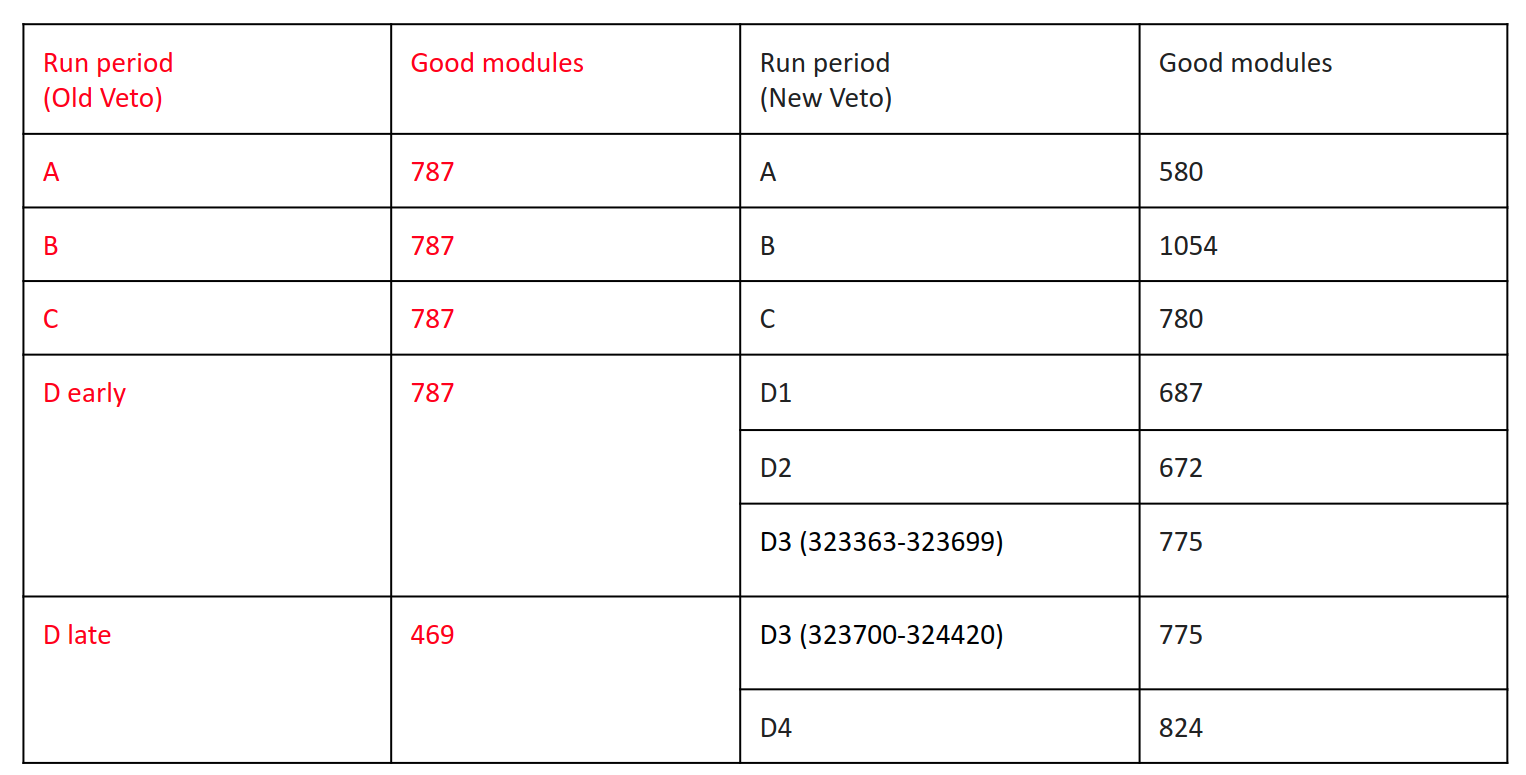 Run period
(Old Veto)
Good modules
Run period
(New Veto)
Good modules
A
787
A
580
B
787
B
1054
C
787
C
780
D early
787
D1
687
D2
672
D3 (323363-323699)
775
D late
469
D3 (323700-324420)
775
D4
824